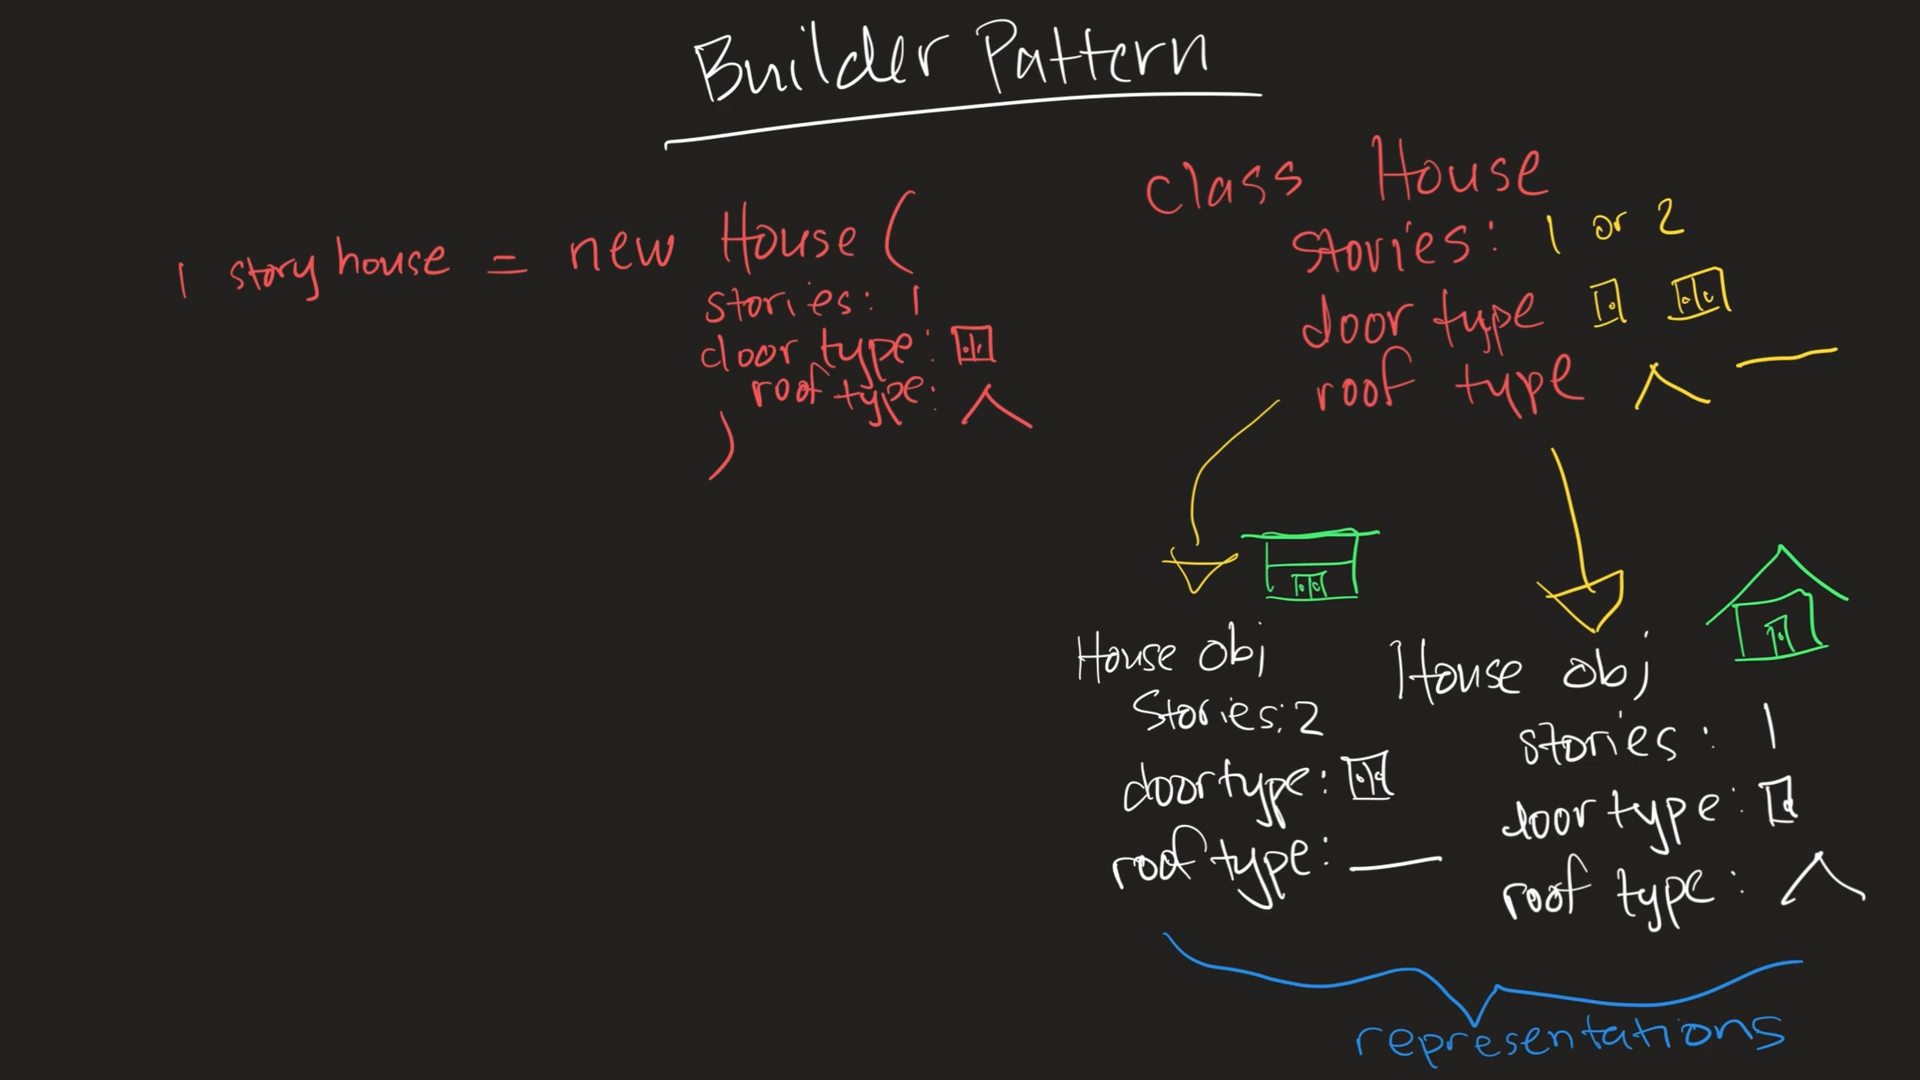 Builder Pattern
1 story house = new House (
stories: 1
door type:
roof type:
)
class House
stories: 1 or 2
door type
roof type
House obj
Stories: 2
door type:
roof type:
House obj
stories: 1
door type:
roof type:
representations